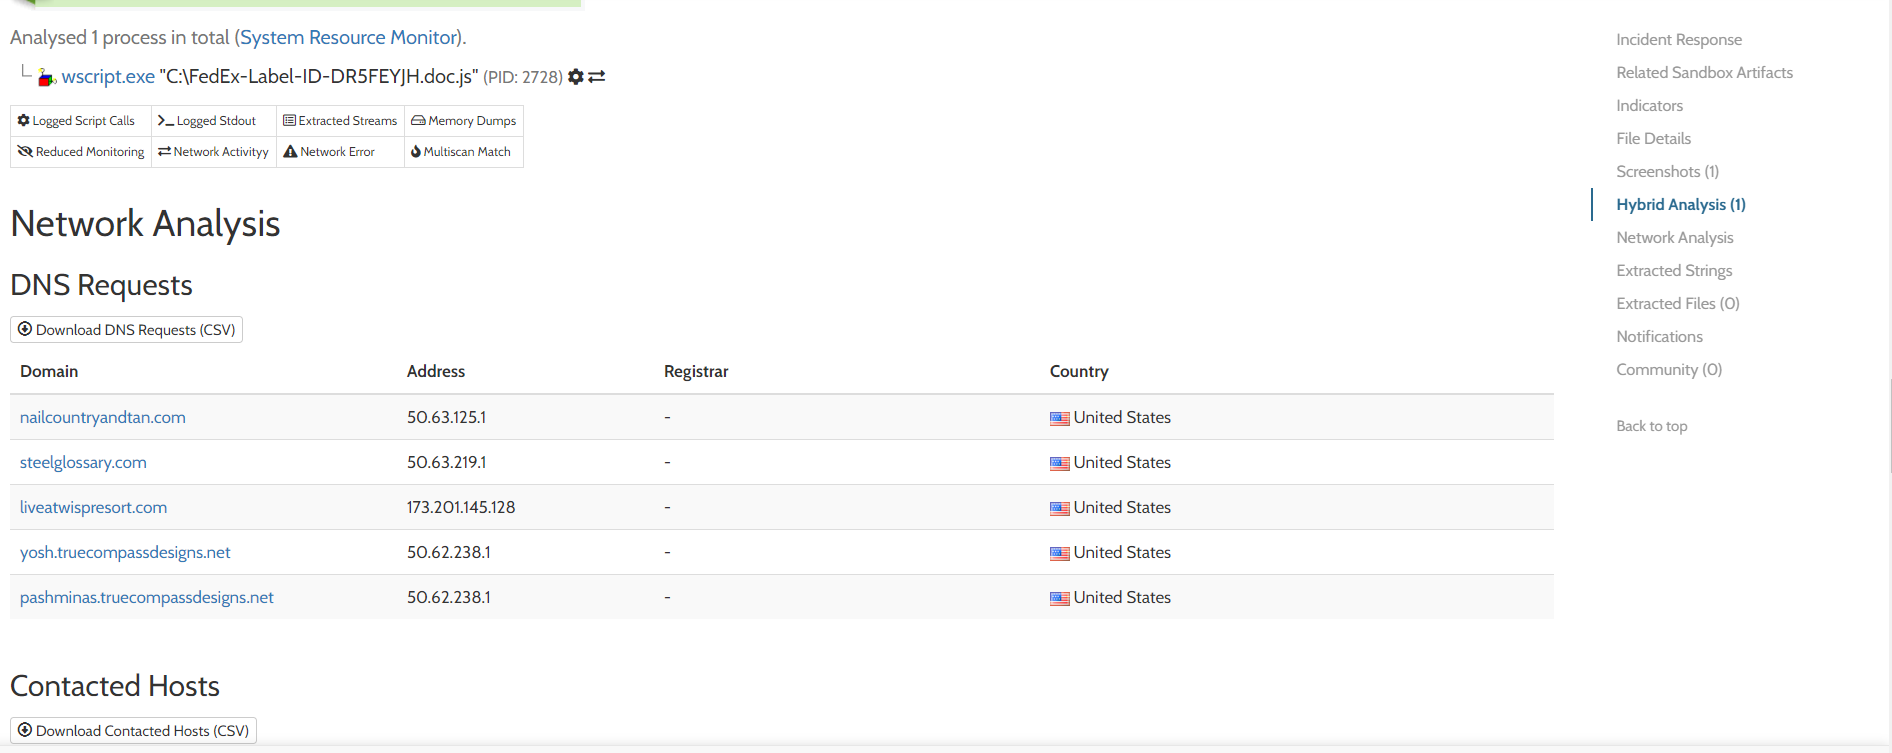 Analysed 1 process in total (System Resource Monitor).
wscript.exe "C:\FedEx-Label-ID-DR5FEYJH.doc.js" (PID: 2728)
Logged Script Calls Logged Stdout Extracted Streams Memory Dumps
Reduced Monitoring Network Activityy Network Error Multiscan Match
Network Analysis
DNS Requests
Download DNS Requests (CSV)
Domain Address Registrar Country
nailcountryandtan.com 50.63.125.1 - United States
steelglossary.com 50.63.219.1 - United States
liveatwispresort.com 173.201.145.128 - United States
yosh.truecompassdesigns.net 50.62.238.1 - United States
pashminas.truecompassdesigns.net 50.62.238.1 - United States
Contacted Hosts
Download Contacted Hosts (CSV)
Incident Response
Related Sandbox Artifacts
Indicators
File Details
Screenshots (1)
Hybrid Analysis (1)
Network Analysis
Extracted Strings
Extracted Files (0)
Notifications
Community (0)
Back to top